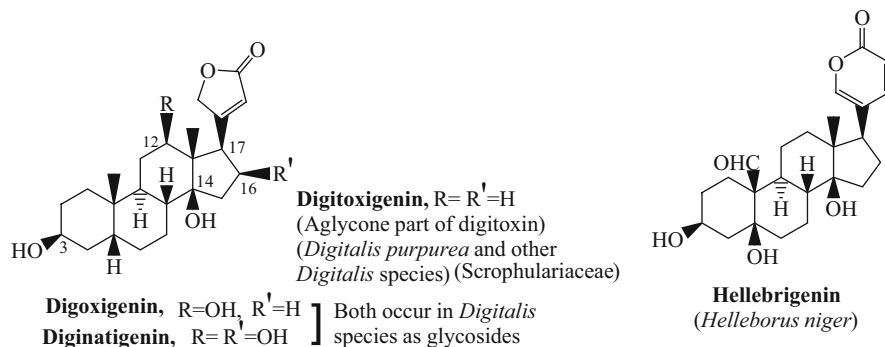 O
O
R
12
17
R'
16
14
H
H
OH
HO
3
H
Digitoxigenin, R= R'=H
(Aglycone part of digitoxin)
(Digitalis purpurea and other
Digitalis species) (Scrophulariaceae)
Digoxigenin, R=OH, R'=H
Diginatigenin, R= R'=OH
] Both occur in Digitalis
species as glycosides
O
O
OHC
H
H
OH
HO
OH
Hellebrigenin
(Helleborus niger)